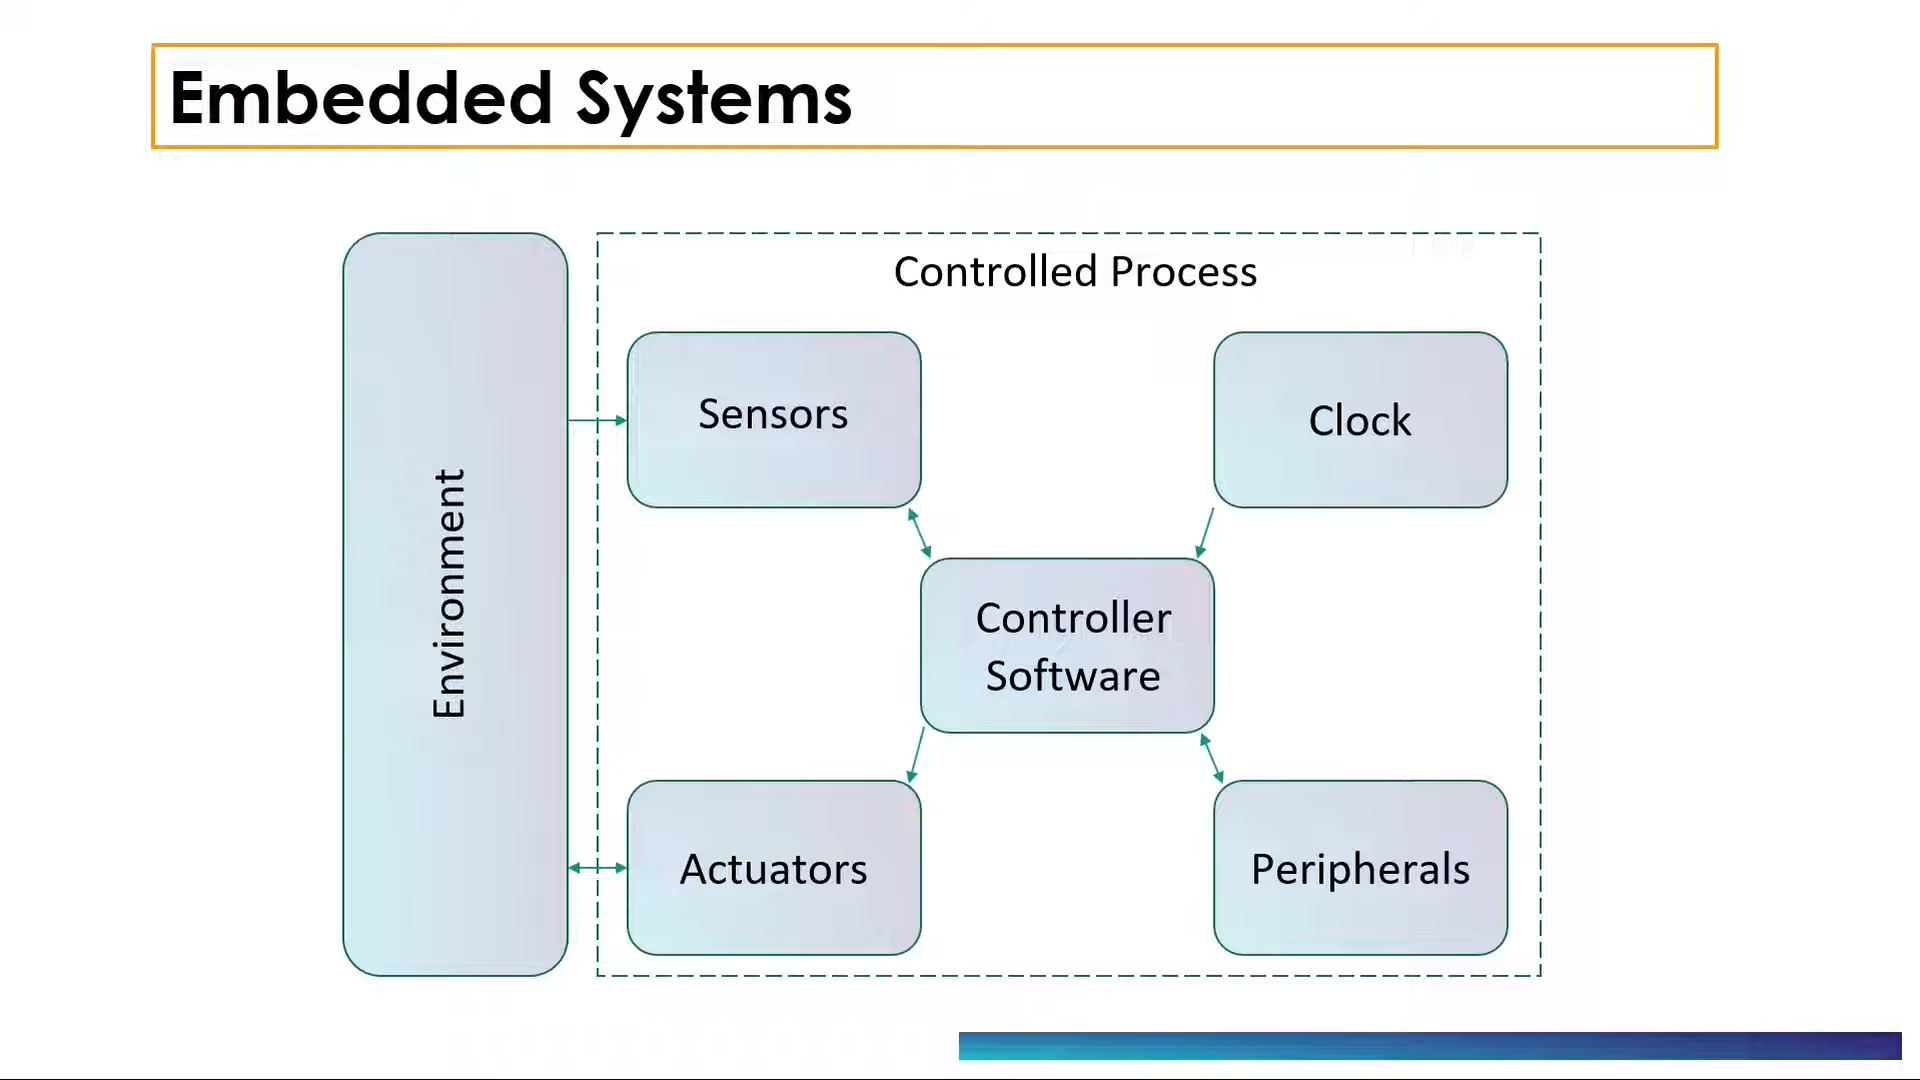 Embedded Systems
Environment
Controlled Process
Sensors
Clock
Controller
Software
Actuators
Peripherals